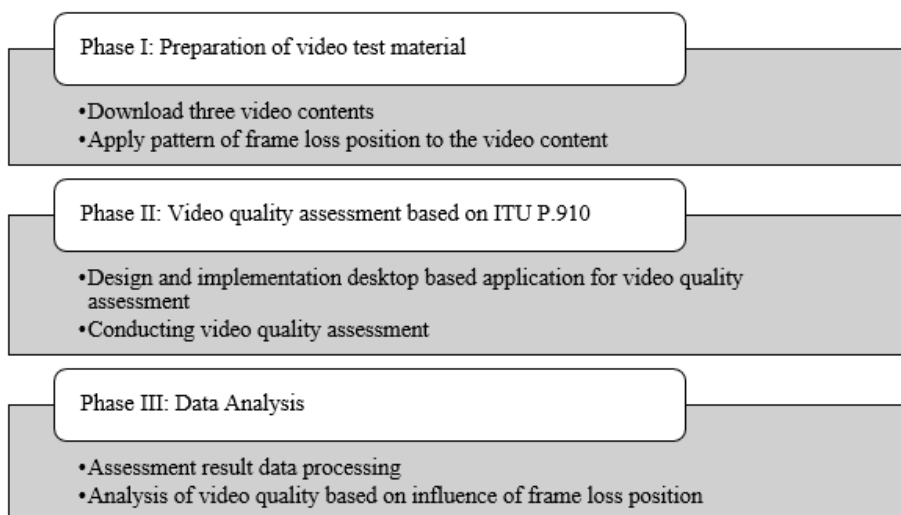 Phase I: Preparation of video test material
•Download three video contents
•Apply pattern of frame loss position to the video content
Phase II: Video quality assessment based on ITU P.910
•Design and implementation desktop based application for video quality
assessment
•Conducting video quality assessment
Phase III: Data Analysis
•Assessment result data processing
•Analysis of video quality based on influence of frame loss position